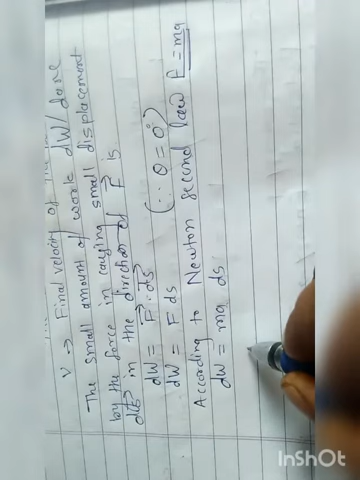 v → Final velocity of the
The small amount of work dW/done
by the force in causing small displacement
ds in the direction of F is
dW = F⃗ . ds⃗
dW = F ds (∵ θ = 0°)
According to Newton second law F = ma
dW = ma ds
InShOt